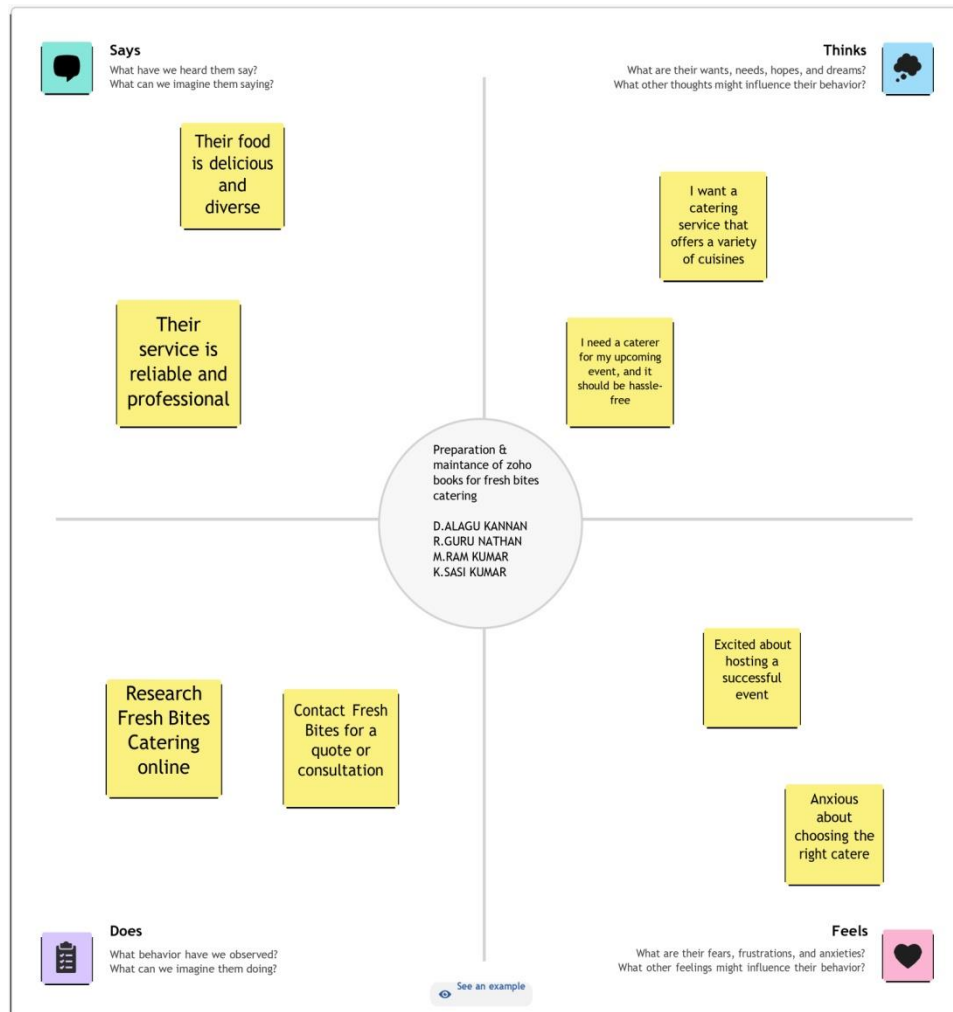 Says
What have we heard them say?
What can we imagine them saying?
Thinks
What are their wants, needs, hopes, and dreams?
What other thoughts might influence their behavior?
Their food
is delicious
and
diverse
Their
service is
reliable and
professional
I want a
catering
service that
offers a variety
of cuisines
I need a caterer
for my upcoming
event, and it
should be hassle-
free
Preparation &
maintance of zoho
books for fresh bites
catering
D.ALAGU KANNAN
R.GURU NATHAN
M.RAM KUMAR
K.SASI KUMAR
Research
Fresh Bites
Catering
online
Contact Fresh
Bites for a
quote or
consultation
Excited about
hosting a
successful
event
Anxious
about
choosing the
right catere
Does
What behavior have we observed?
What can we imagine them doing?
Feels
What are their fears, frustrations, and anxieties?
What other feelings might influence their behavior?
See an example